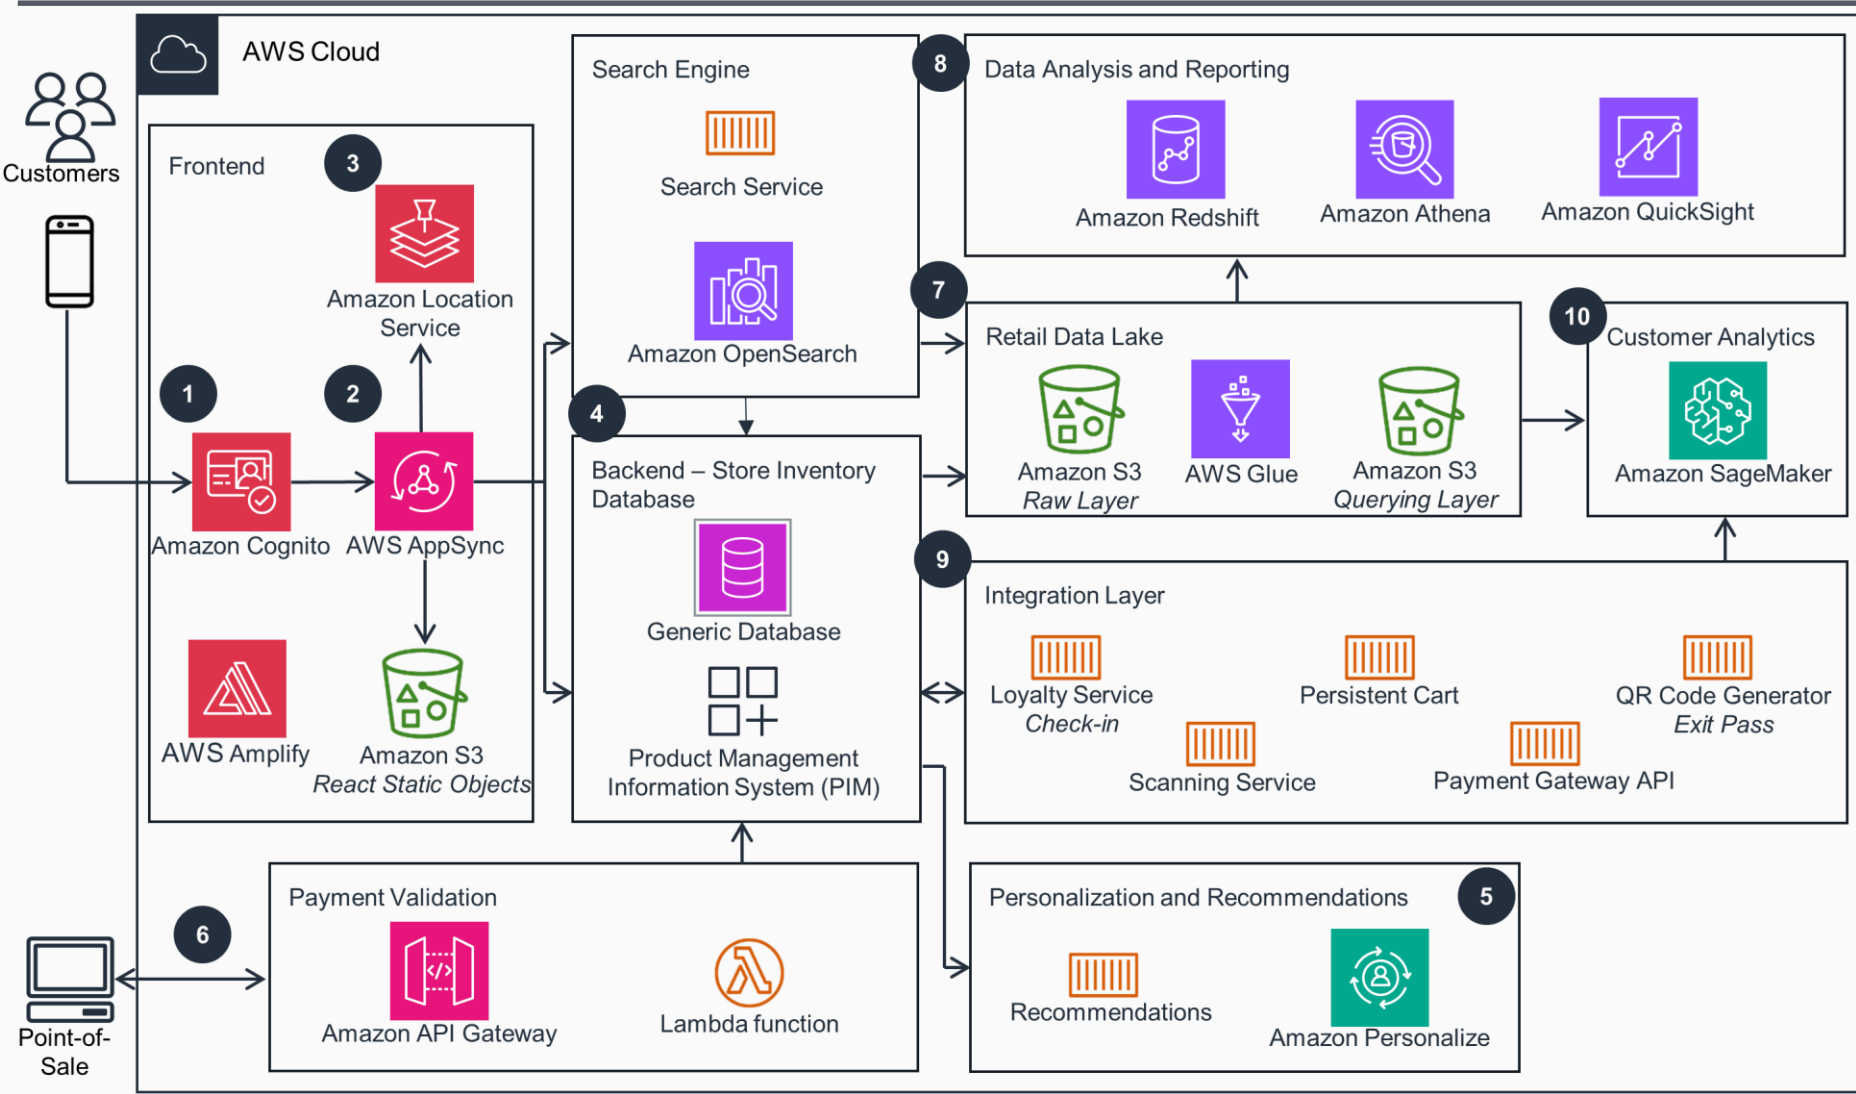 AWS Cloud
Customers
Frontend
3
Amazon Location
Service
1
2
Amazon Cognito
AWS AppSync
AWS Amplify
Amazon S3
React Static Objects
Search Engine
Search Service
Amazon OpenSearch
4
Backend – Store Inventory
Database
Generic Database
Product Management
Information System (PIM)
8
Data Analysis and Reporting
Amazon Redshift
Amazon Athena
Amazon QuickSight
7
Retail Data Lake
Amazon S3
Raw Layer
AWS Glue
Amazon S3
Querying Layer
10
Customer Analytics
Amazon SageMaker
9
Integration Layer
Loyalty Service
Check-in
Persistent Cart
QR Code Generator
Exit Pass
Scanning Service
Payment Gateway API
6
Point-of-
Sale
Payment Validation
Amazon API Gateway
Lambda function
Personalization and Recommendations
5
Recommendations
Amazon Personalize